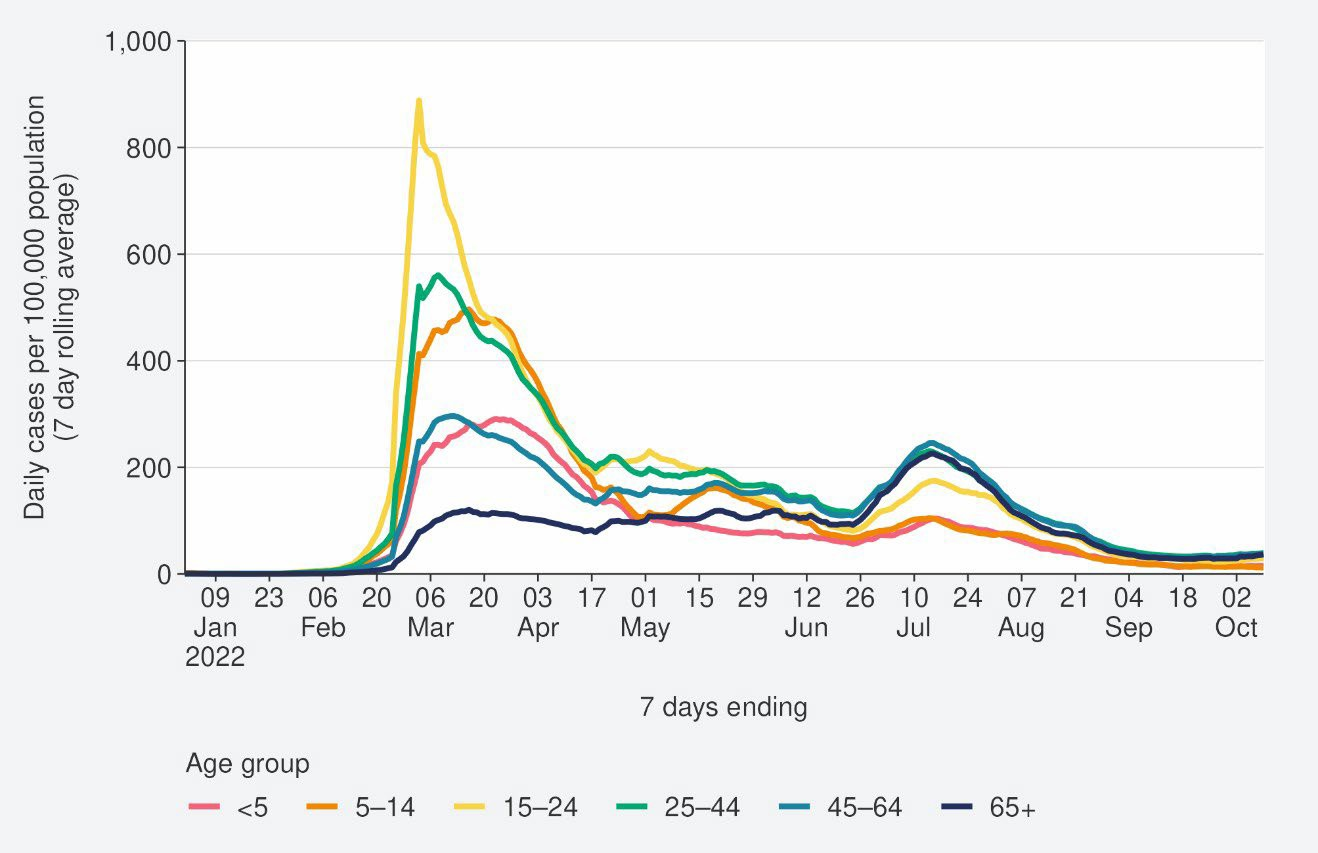 1,000
800
600
400
200
0
Daily cases per 100,000 population
(7 day rolling average)
09 23 06 20 06 20 03 17 01 15 29 12 26 10 24 07 21 04 18 02
Jan Feb Mar Apr May Jun Jul Aug Sep Oct
2022
7 days ending
Age group
<5 5–14 15–24 25–44 45–64 65+